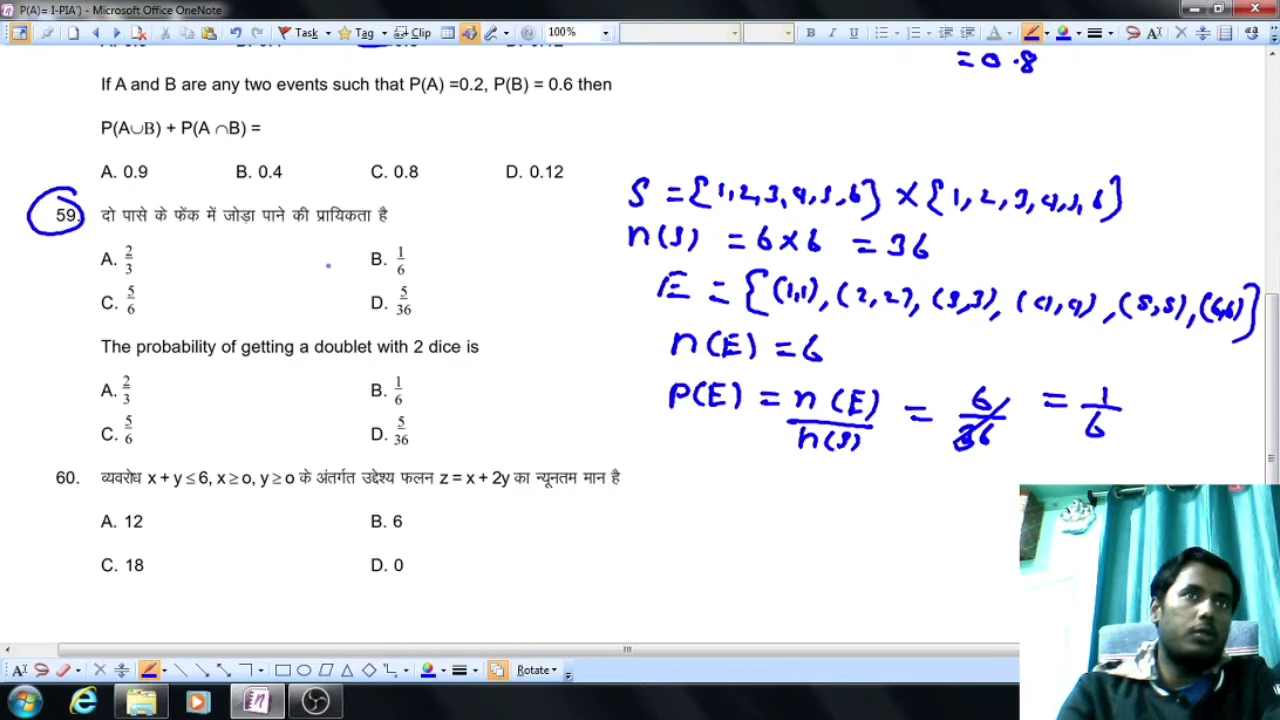 P(A)= I-PIA') - Microsoft Office OneNote
Task Tag Clip 100%
= 0.8
If A and B are any two events such that P(A) =0.2, P(B) = 0.6 then
P(A∪B) + P(A ∩B) =
A. 0.9 B. 0.4 C. 0.8 D. 0.12
59. दो पासे के फेंक में जोड़ा पाने की प्रायिकता है
A. 2/3 B. 1/6
C. 5/6 D. 5/36
The probability of getting a doublet with 2 dice is
A. 2/3 B. 1/6
C. 5/6 D. 5/36
60. व्यवरोध x + y ≤ 6, x ≥ o, y ≥ o के अंतर्गत उद्देश्य फलन z = x + 2y का न्यूनतम मान है
A. 12 B. 6
C. 18 D. 0
S = {1,2,3,4,5,6} × {1,2,3,4,5,6}
n(S) = 6×6 = 36
E = {(1,1), (2,2), (3,3), (4,4), (5,5), (6,6)}
n(E) = 6
P(E) = n(E)/n(S) = 6/36 = 1/6
Rotate